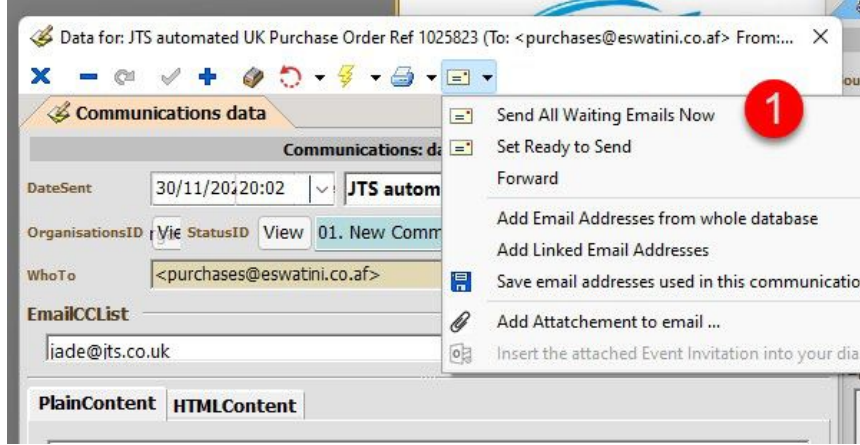 Data for: JTS automated UK Purchase Order Ref 1025823 (To: <purchases@eswatini.co.af> From:...
Communications data
Communications: da
1
Send All Waiting Emails Now
Set Ready to Send
Forward
Add Email Addresses from whole database
Add Linked Email Addresses
Save email addresses used in this communicatio
Add Attatchement to email ...
Insert the attached Event Invitation into your dia
DateSent 30/11/20 20:02 JTS autom
OrganisationsID Vie StatusID View 01. New Comm
WhoTo <purchases@eswatini.co.af>
EmailCCList
jade@jts.co.uk
PlainContent HTMLContent